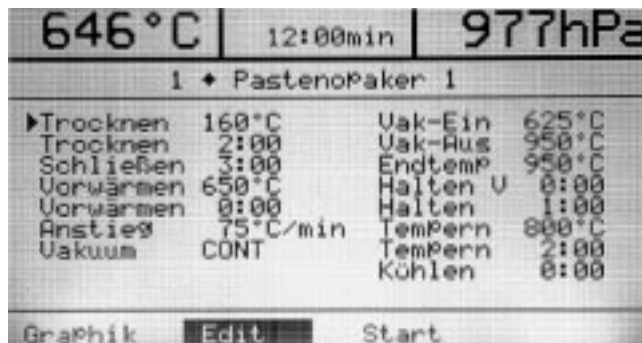 646°C 12:00min 977hPa
1 ◆ Pastenopaker 1
▶Trocknen 160°C Vak-Ein 625°C
Trocknen 2:00 Vak-Aus 950°C
Schließen 3:00 Endtemp 950°C
Vorwärmen 650°C Halten V 0:00
Vorwärmen 0:00 Halten 1:00
Anstieg 75°C/min Tempern 800°C
Vakuum CONT Tempern 2:00
Kühlen 0:00
Graphik Edit Start